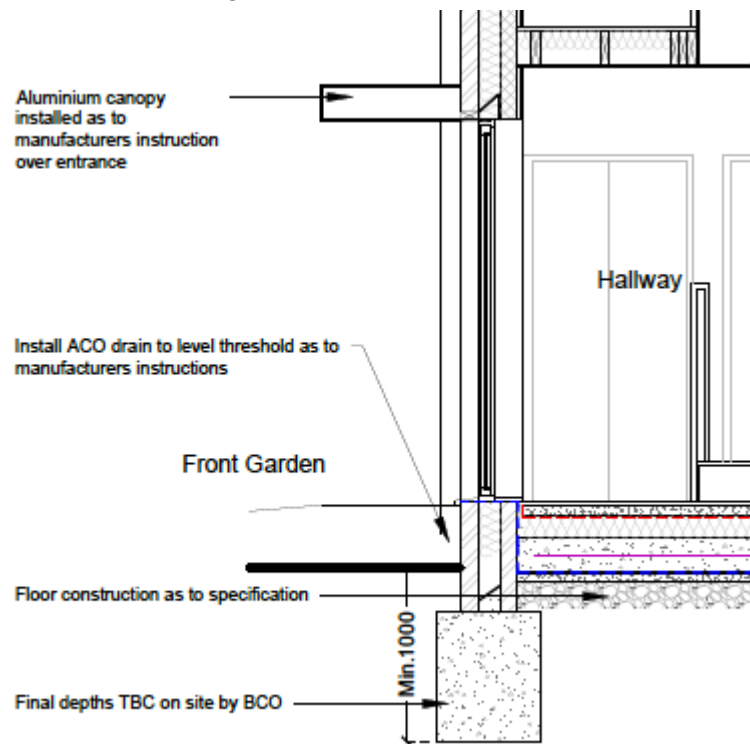 Aluminium canopy
installed as to
manufacturers instruction
over entrance
Hallway
Install ACO drain to level threshold as to
manufacturers instructions
Front Garden
Floor construction as to specification
Min.1000
Final depths TBC on site by BCO